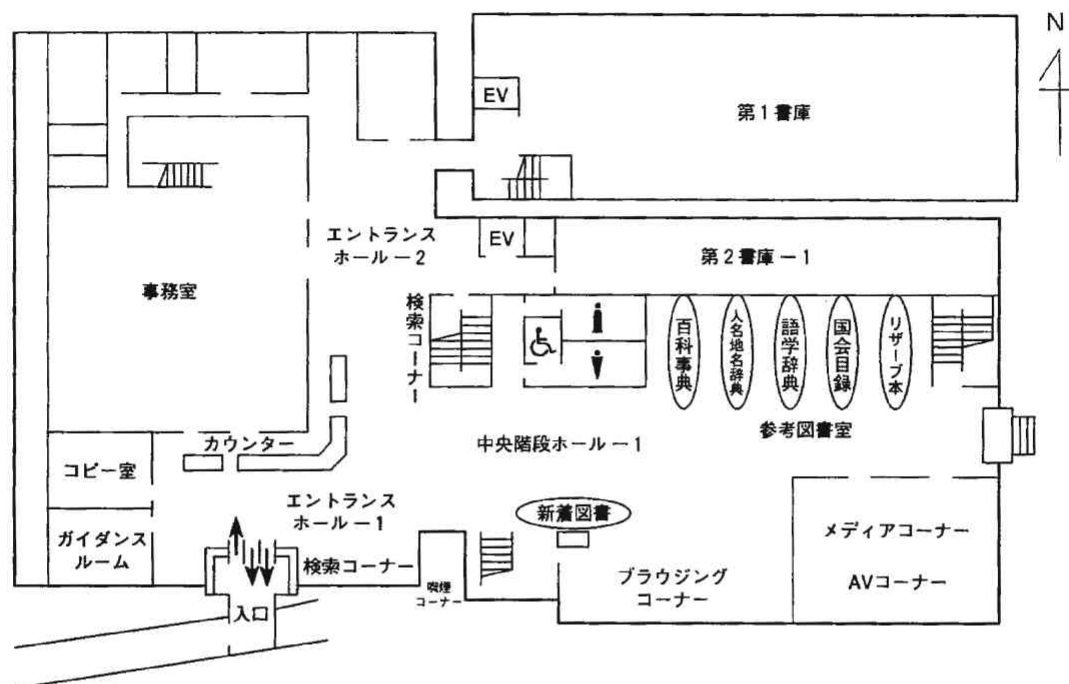 N
EV
第1書庫
エントランス
ホール－2
EV
第2書庫－1
事務室
検索コーナー
百科事典
人名地名辞典
語学辞典
国会目録
リザーブ本
カウンター
中央階段ホール－1
参考図書室
コピー室
エントランス
ホール－1
新着図書
ガイダンス
ルーム
メディアコーナー
検索コーナー
喫煙
コーナー
ブラウジング
コーナー
AVコーナー
入口